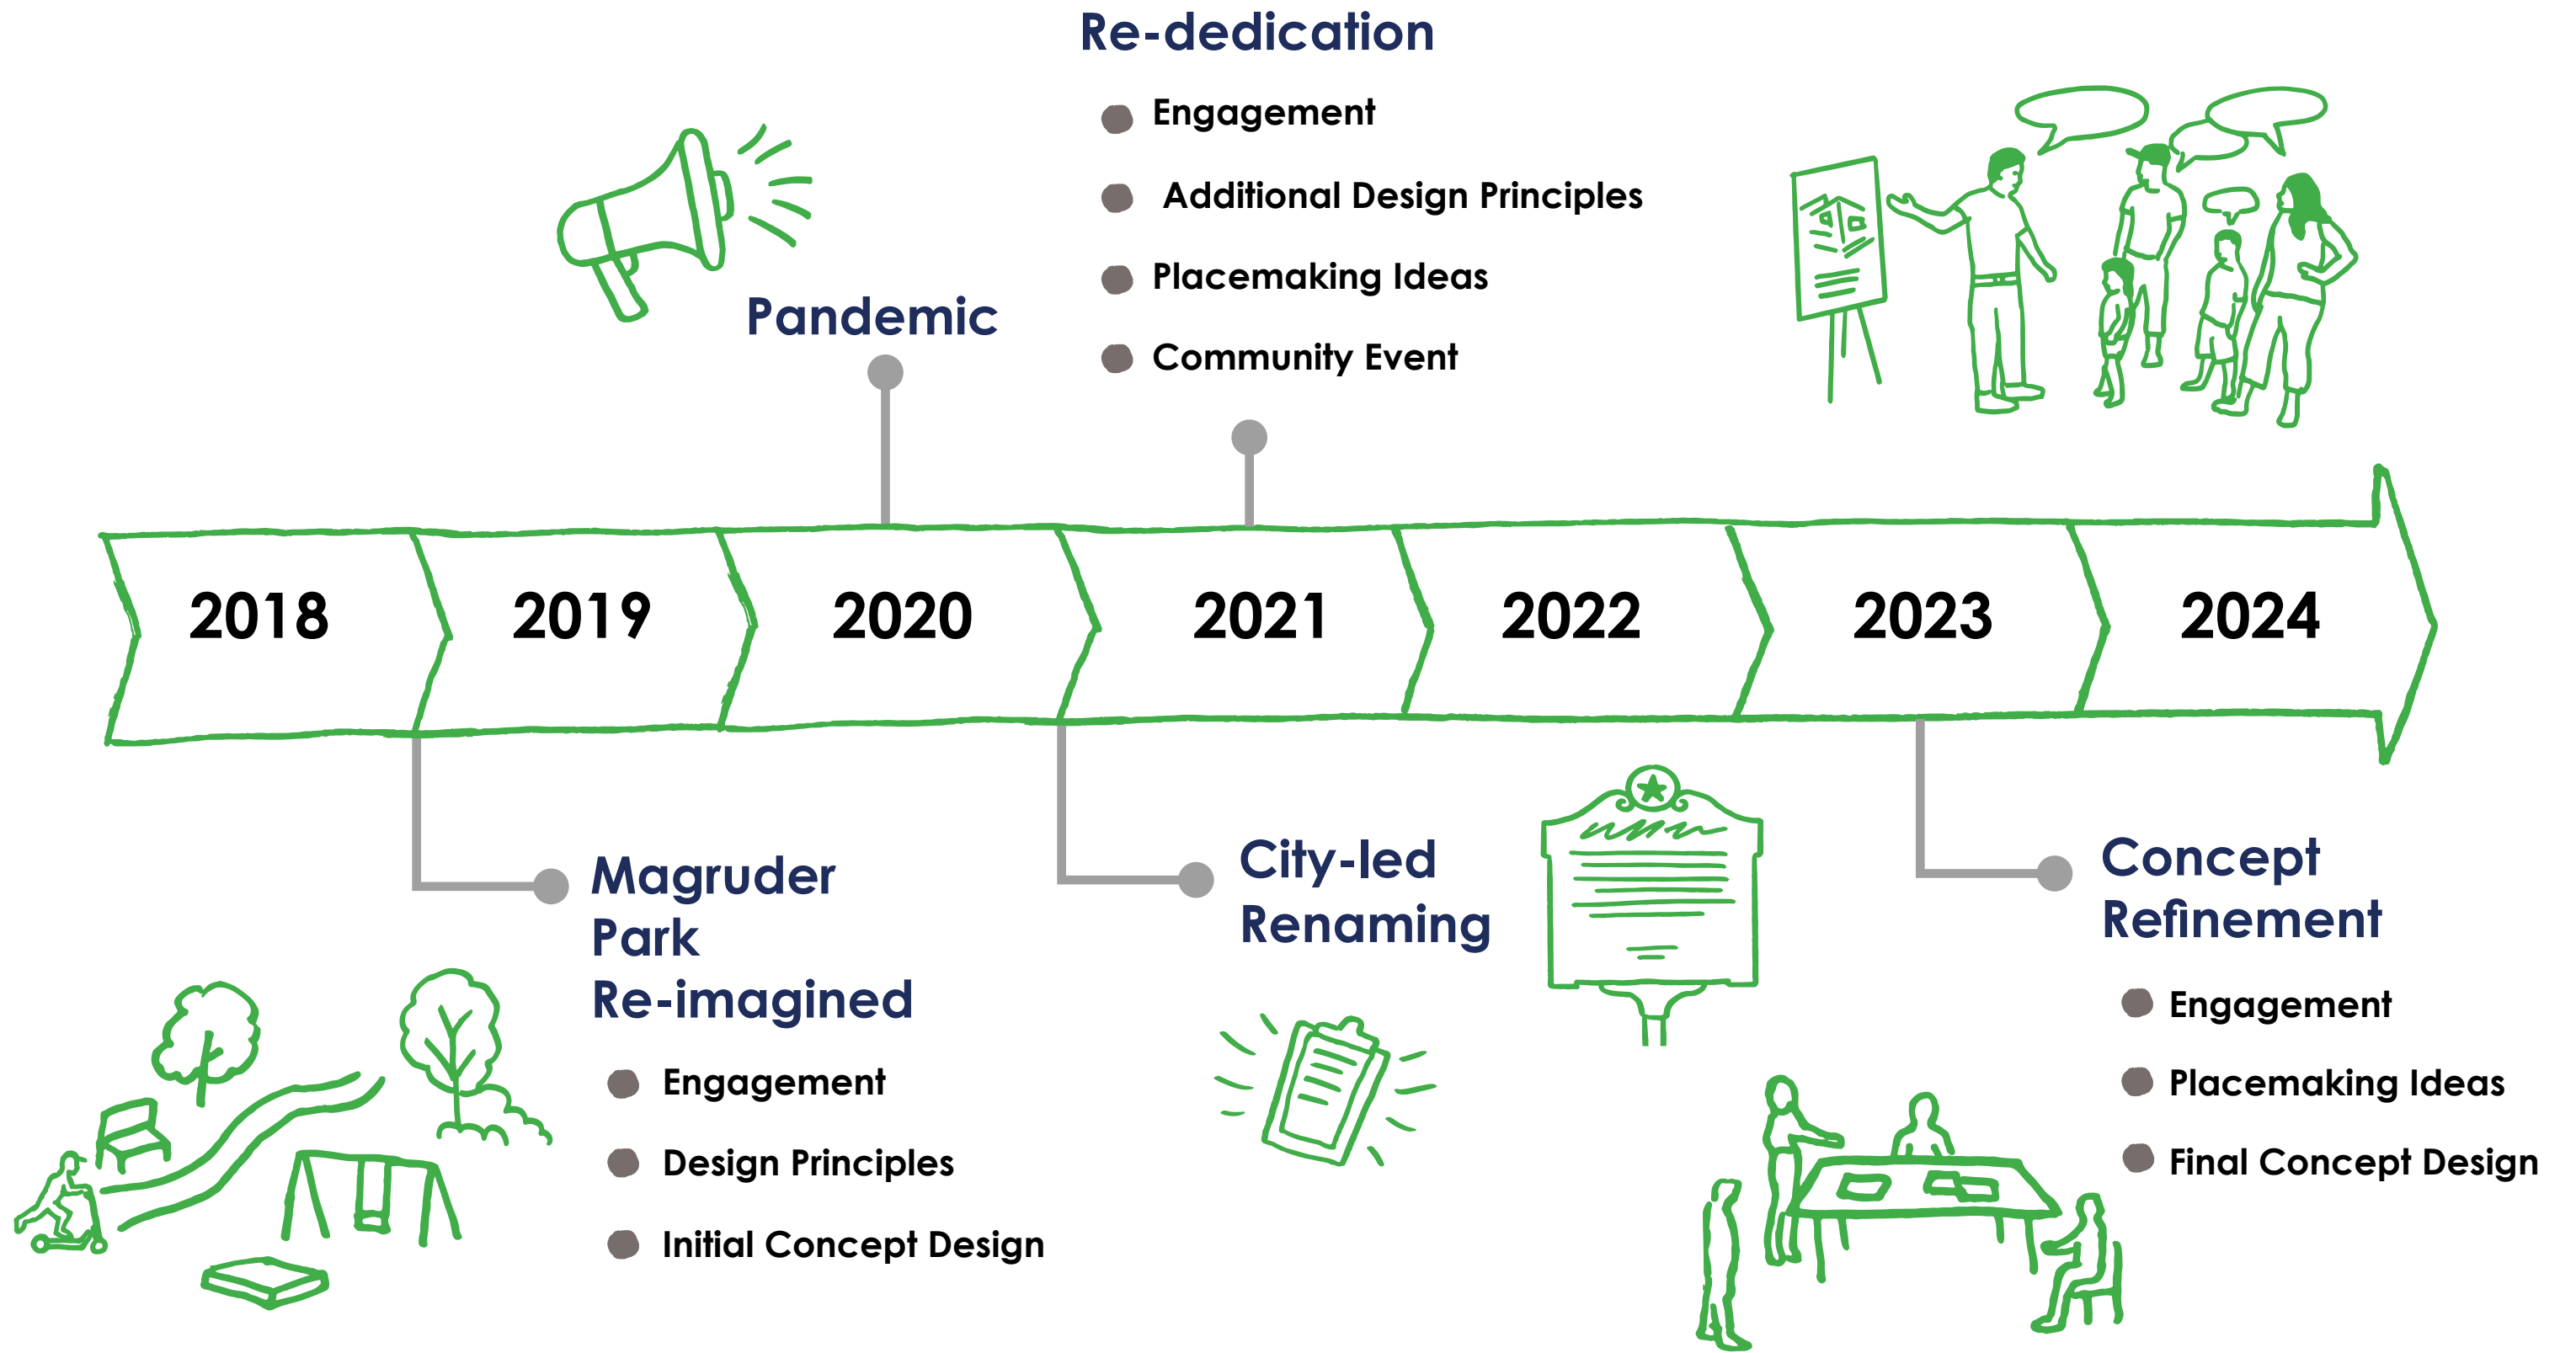 Re-dedication
Engagement
Additional Design Principles
Placemaking Ideas
Community Event
Pandemic
2018
2019
2020
2021
2022
2023
2024
Magruder
Park
Re-imagined
Engagement
Design Principles
Initial Concept Design
City-led
Renaming
Concept
Refinement
Engagement
Placemaking Ideas
Final Concept Design